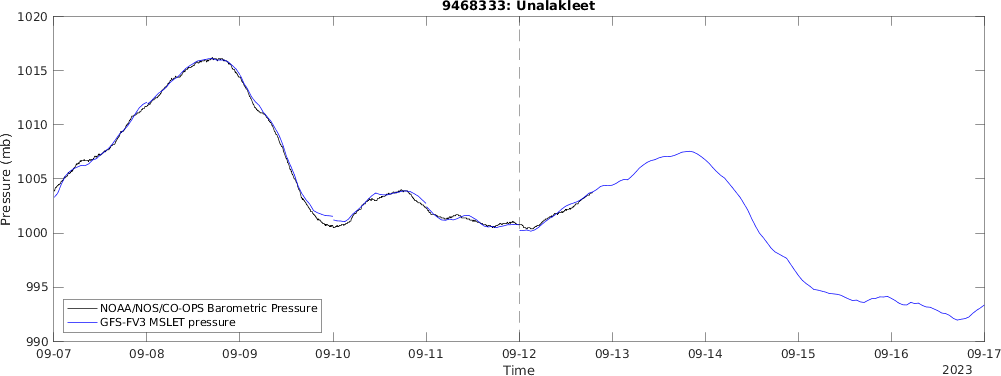 9468333: Unalakleet
Pressure (mb)
1020
1015
1010
1005
1000
995
990
NOAA/NOS/CO-OPS Barometric Pressure
GFS-FV3 MSLET pressure
09-07 09-08 09-09 09-10 09-11 09-12 09-13 09-14 09-15 09-16 09-17
Time
2023